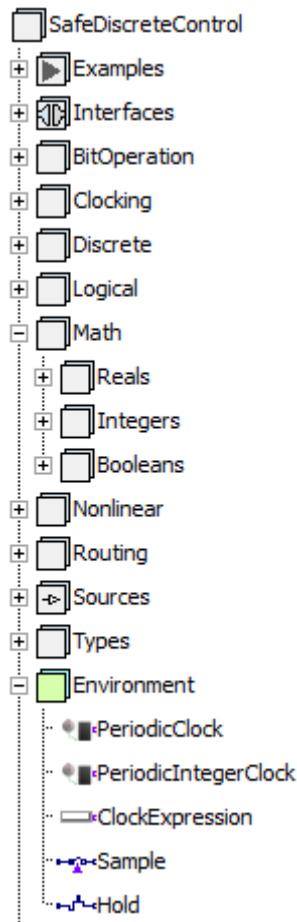 SafeDiscreteControl
Examples
Interfaces
BitOperation
Clocking
Discrete
Logical
Math
Reals
Integers
Booleans
Nonlinear
Routing
Sources
Types
Environment
PeriodicClock
PeriodicIntegerClock
ClockExpression
Sample
Hold